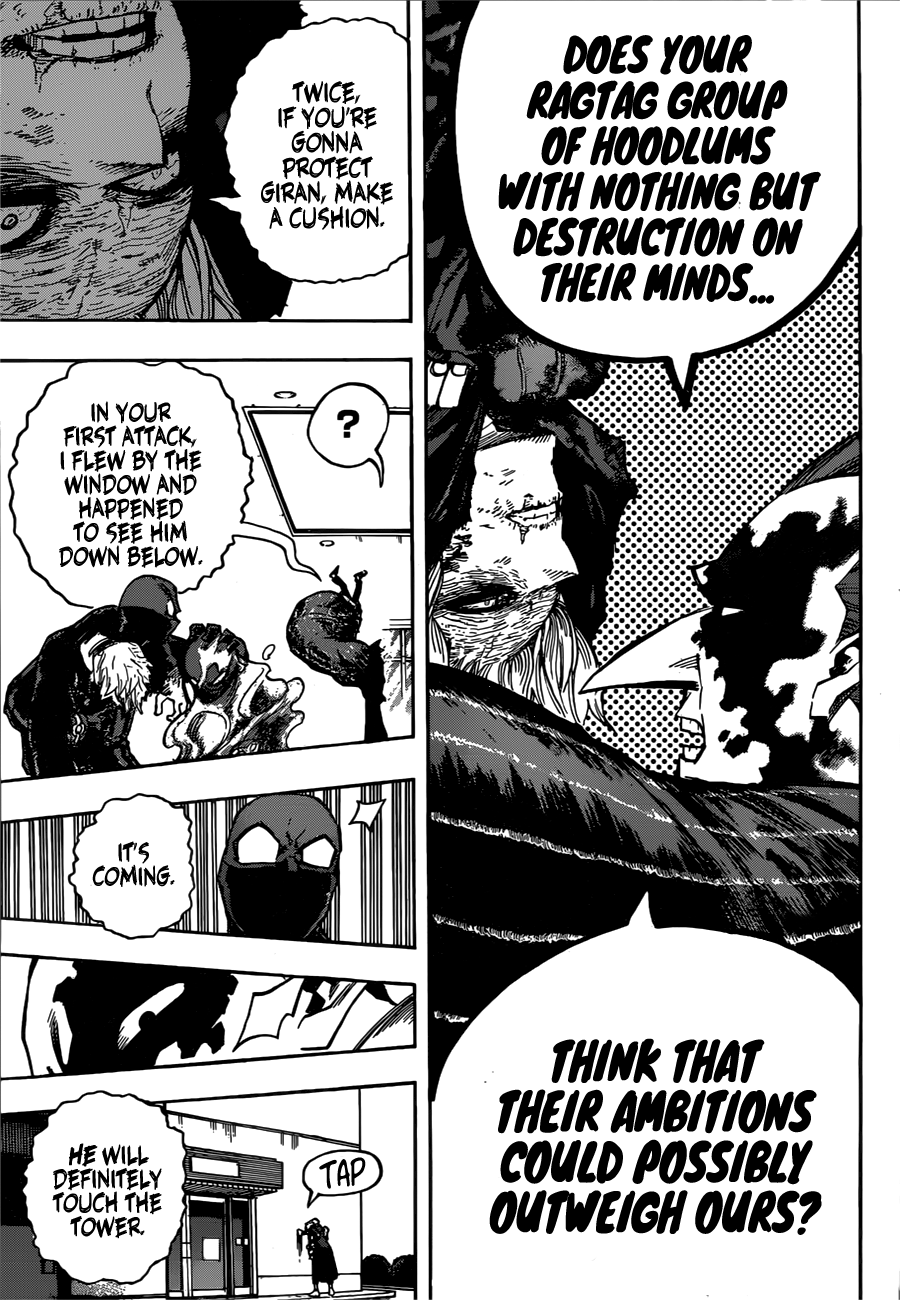 DOES YOUR
RAGTAG GROUP
OF HOODLUMS
WITH NOTHING BUT
DESTRUCTION ON
THEIR MINDS...
THINK THAT
THEIR AMBITIONS
COULD POSSIBLY
OUTWEIGH OURS?
TWICE,
IF YOU'RE
GONNA
PROTECT
GIRAN, MAKE
A CUSHION.
?
IN YOUR
FIRST ATTACK,
I FLEW BY THE
WINDOW AND
HAPPENED
TO SEE HIM
DOWN BELOW.
IT'S
COMING.
HE WILL
DEFINITELY
TOUCH THE
TOWER.
TAP